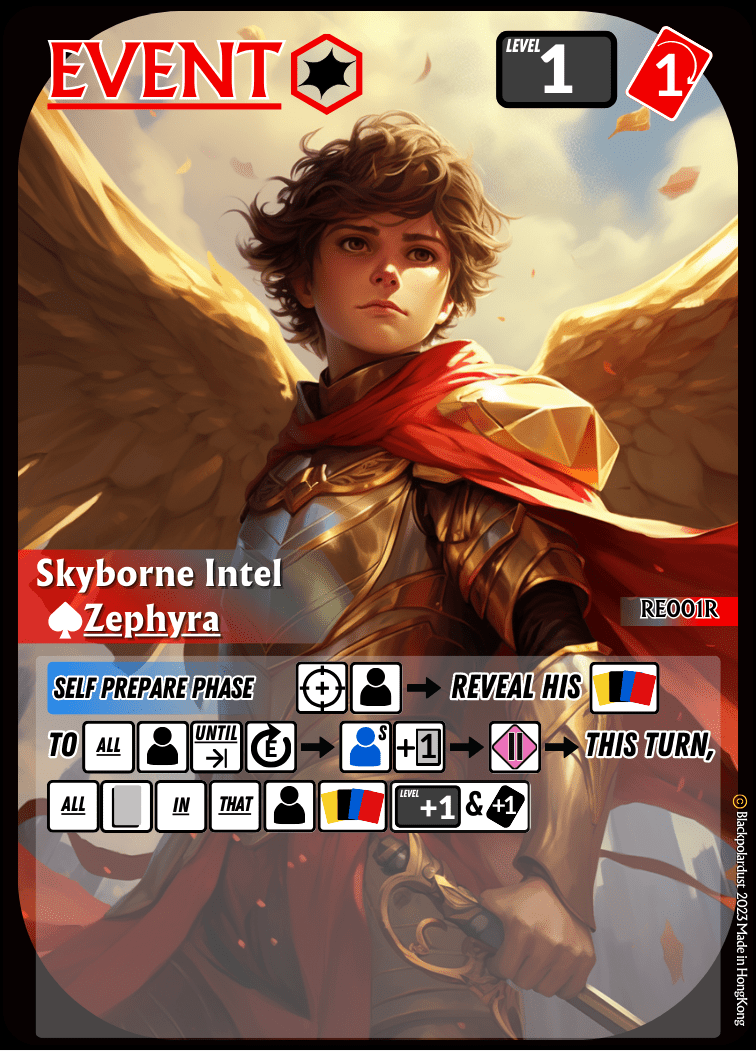 EVENT
LEVEL
1
1
Skyborne Intel
Zephyra
RE001R
SELF PREPARE PHASE
REVEAL HIS
TO ALL UNTIL E S +1 THIS TURN,
ALL IN THAT LEVEL +1 & +1
© Blackpolardust 2023 Made in HongKong